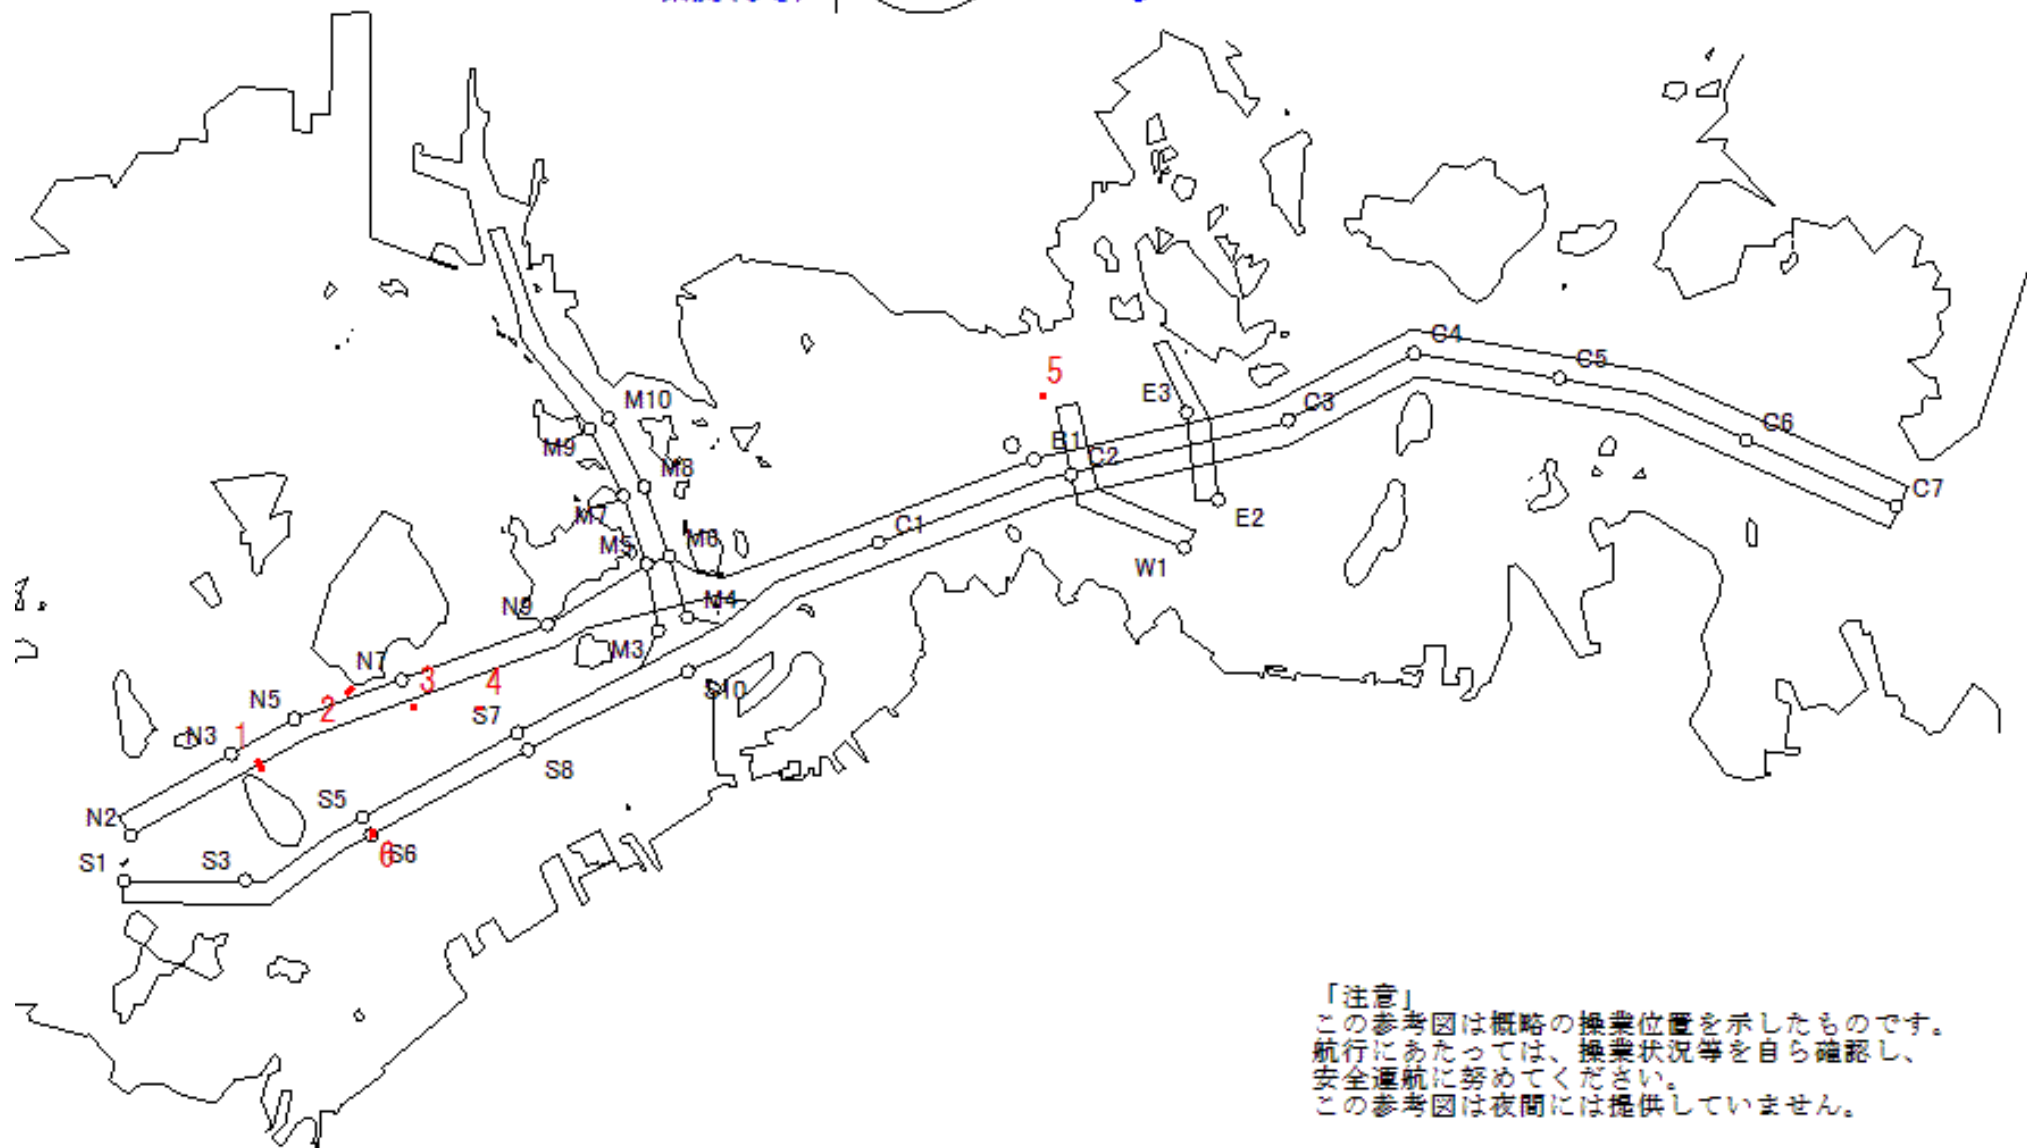 C4
C5
5
E3
M10
C3
C6
M9
B1
C2
M8
C7
M7
E2
C1
M5
M6
W1
N9
M4
M3
N7
3
4
S10
N5
2
S7
N3
1
S8
S5
N2
6
S6
S1
S3
「注意」
この参考図は概略の操業位置を示したものです。
航行にあたっては、操業状況等を自ら確認し、
安全運航に努めてください。
この参考図は夜間には提供していません。